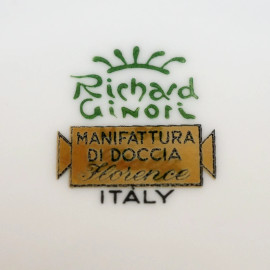 Richard
Ginori
MANIFATTURA
DI DOCCIA
Florence
ITALY